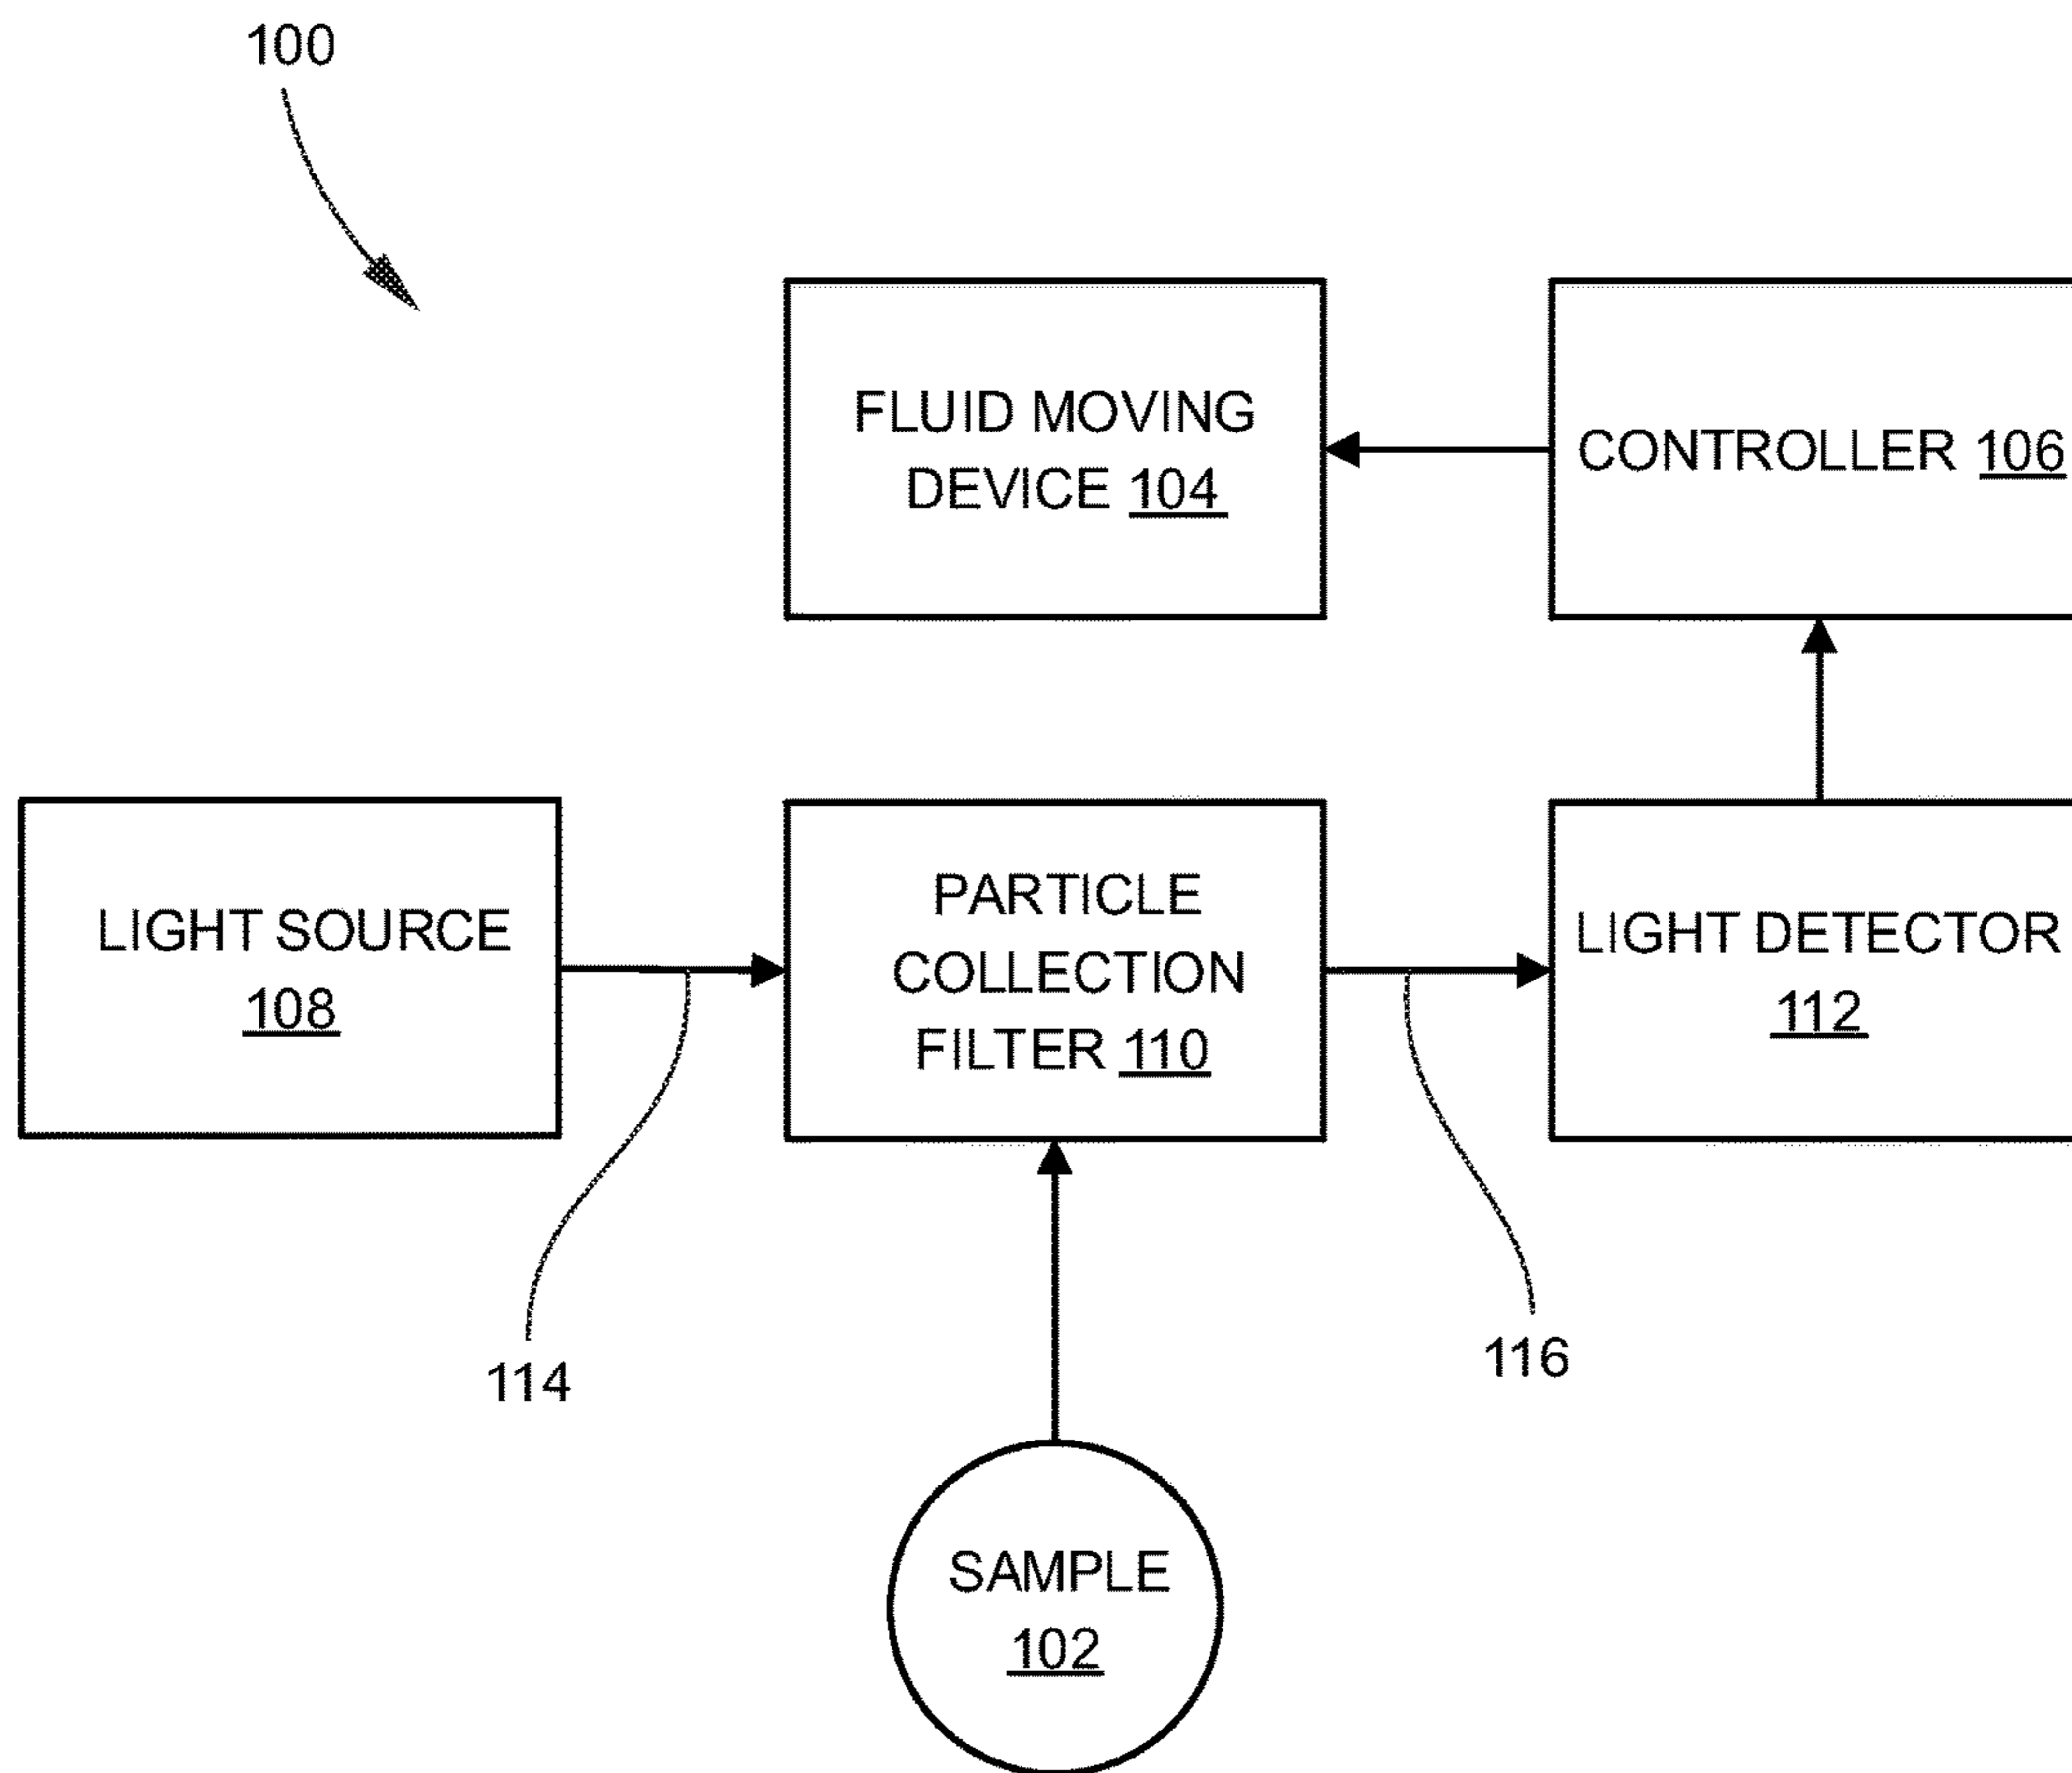 100
FLUID MOVING
DEVICE 104
CONTROLLER 106
LIGHT SOURCE
108
PARTICLE
COLLECTION
FILTER 110
LIGHT DETECTOR
112
114
116
SAMPLE
102